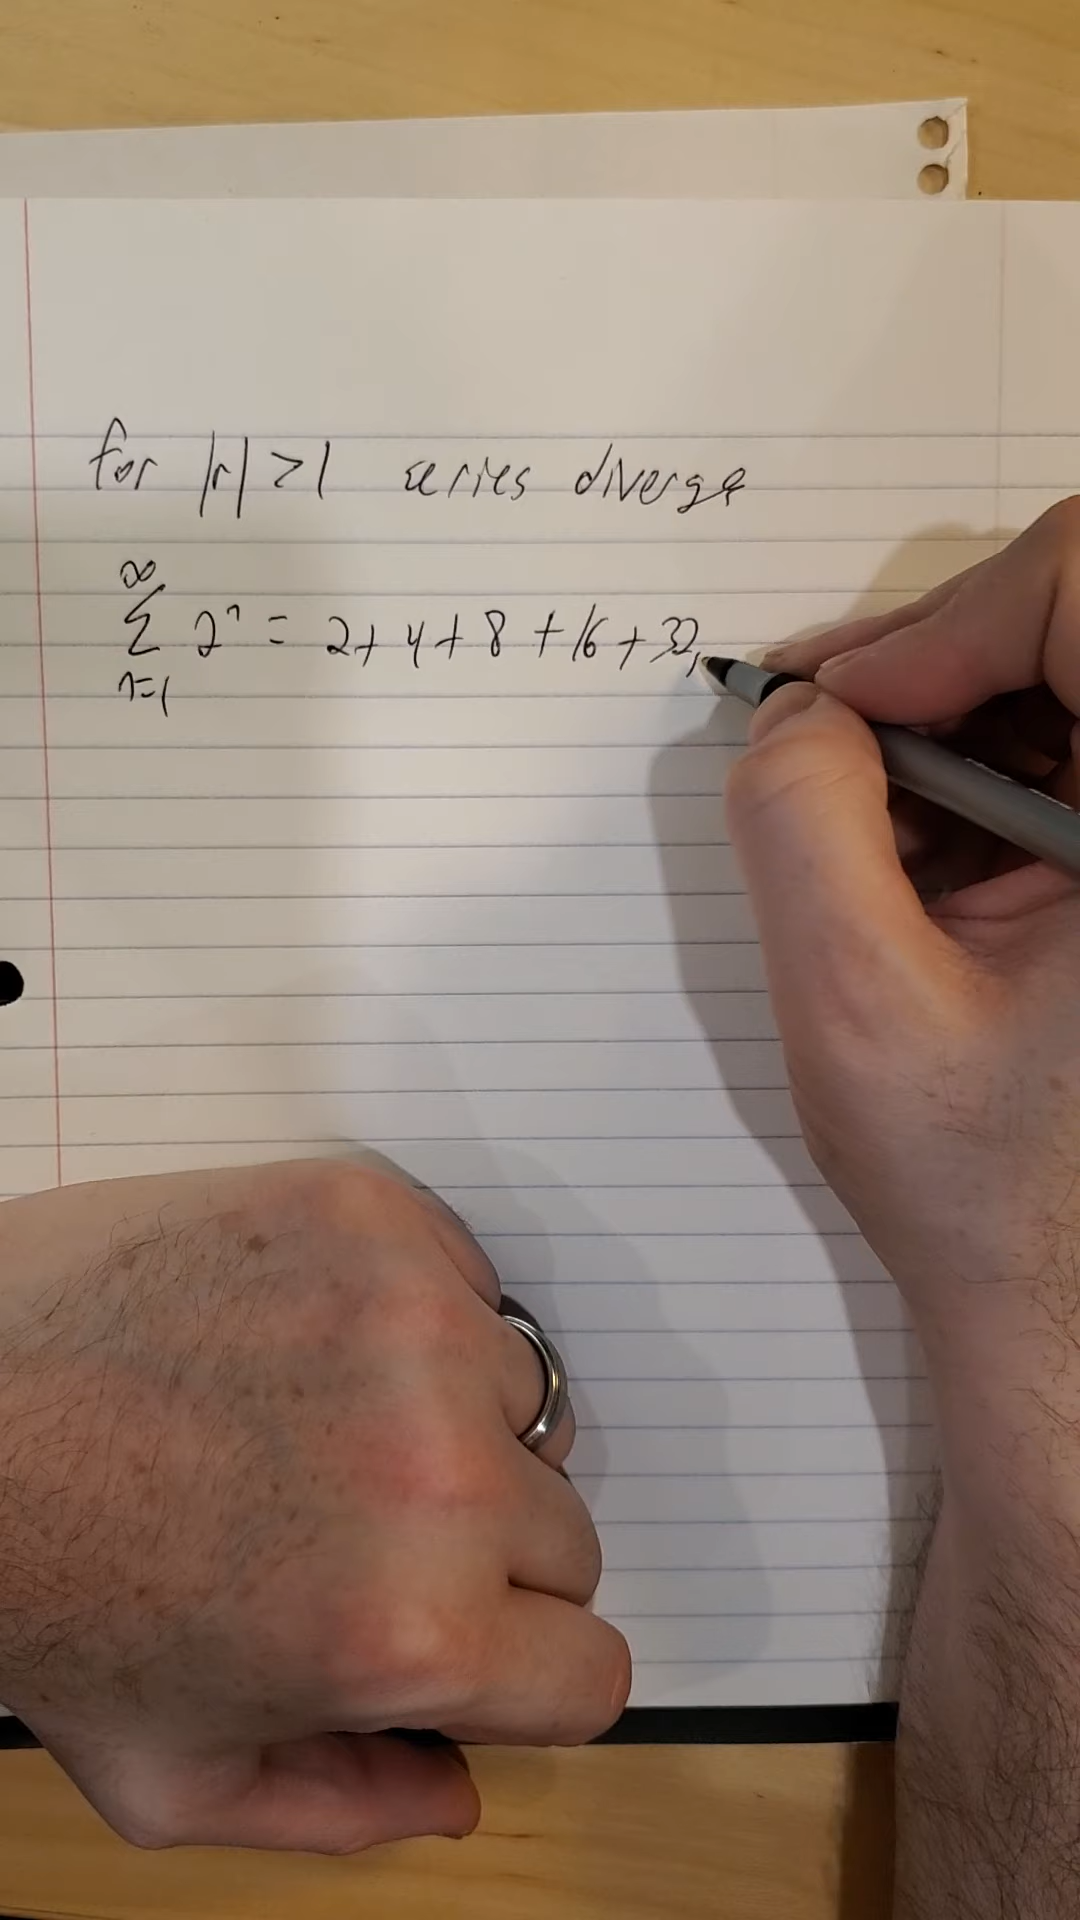 for |r| > 1 series diverge
∞
Σ 2ⁿ = 2 + 4 + 8 + 16 + 32
n=1